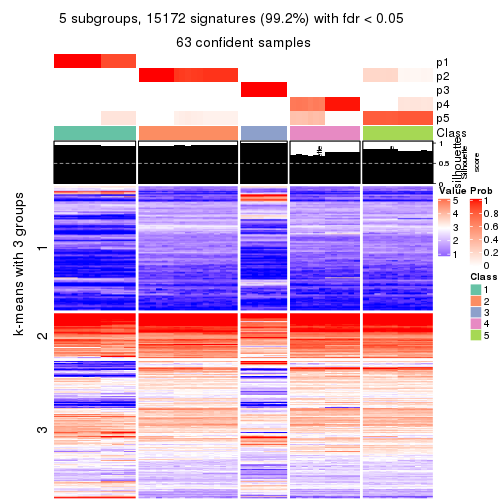 5 subgroups, 15172 signatures (99.2%) with fdr < 0.05
63 confident samples
p1
p2
p3
p4
p5
Class
1
0.5
0
silhouette
Silhouette
score
k-means with 3 groups
1
2
3
Value
5
4
3
2
1
Prob
1
0.8
0.6
0.4
0.2
0
Class
1
2
3
4
5